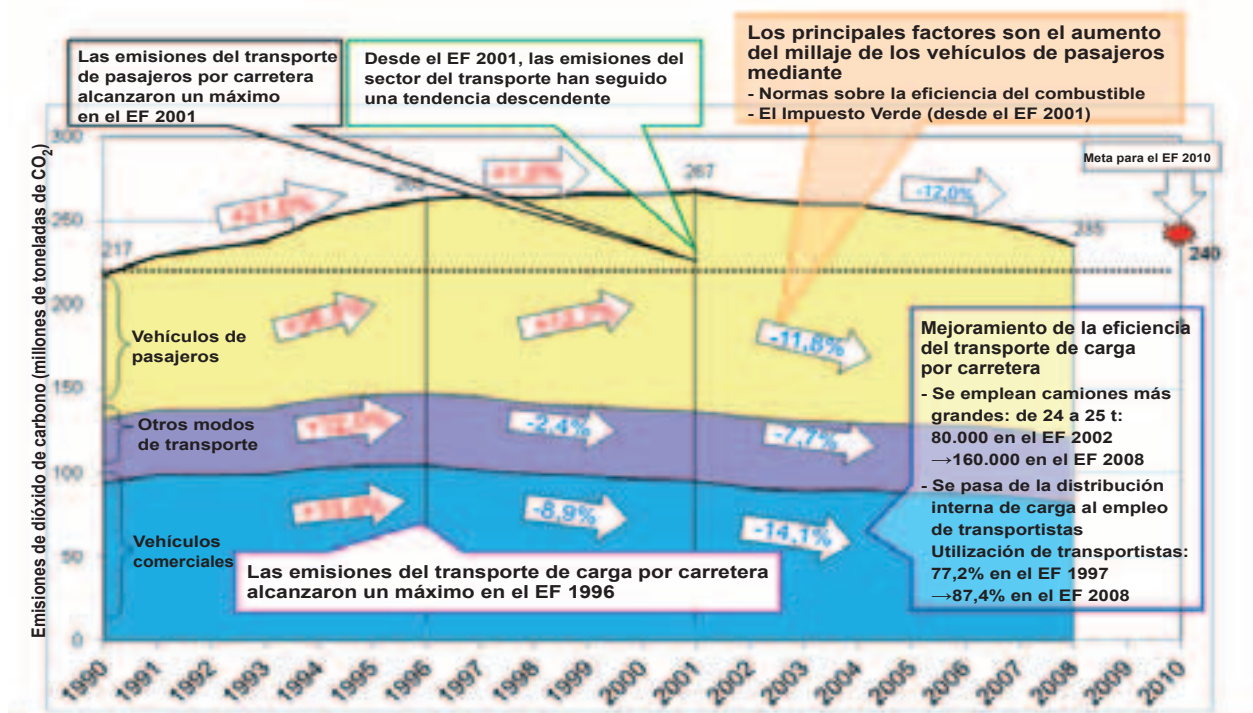 Las emisiones del transporte
de pasajeros por carretera
alcanzaron un máximo
en el EF 2001
Desde el EF 2001, las emisiones del
sector del transporte han seguido
una tendencia descendente
Los principales factores son el aumento
del millaje de los vehículos de pasajeros
mediante
- Normas sobre la eficiencia del combustible
- El Impuesto Verde (desde el EF 2001)
Meta para el EF 2010
Emisiones de dióxido de carbono (millones de toneladas de CO₂)
300
250
200
150
100
50
0
217
267
235
240
+21,0%
-12,0%
Vehículos de
pasajeros
-11,8%
Otros modos
de transporte
-2,4%
-7,7%
Vehículos
comerciales
-8,9%
-14,1%
Las emisiones del transporte de carga por carretera
alcanzaron un máximo en el EF 1996
Mejoramiento de la eficiencia
del transporte de carga
por carretera
- Se emplean camiones más
grandes: de 24 a 25 t:
80.000 en el EF 2002
→160.000 en el EF 2008
- Se pasa de la distribución
interna de carga al empleo
de transportistas
Utilización de transportistas:
77,2% en el EF 1997
→87,4% en el EF 2008
1990 1991 1992 1993 1994 1995 1996 1997 1998 1999 2000 2001 2002 2003 2004 2005 2006 2007 2008 2009 2010